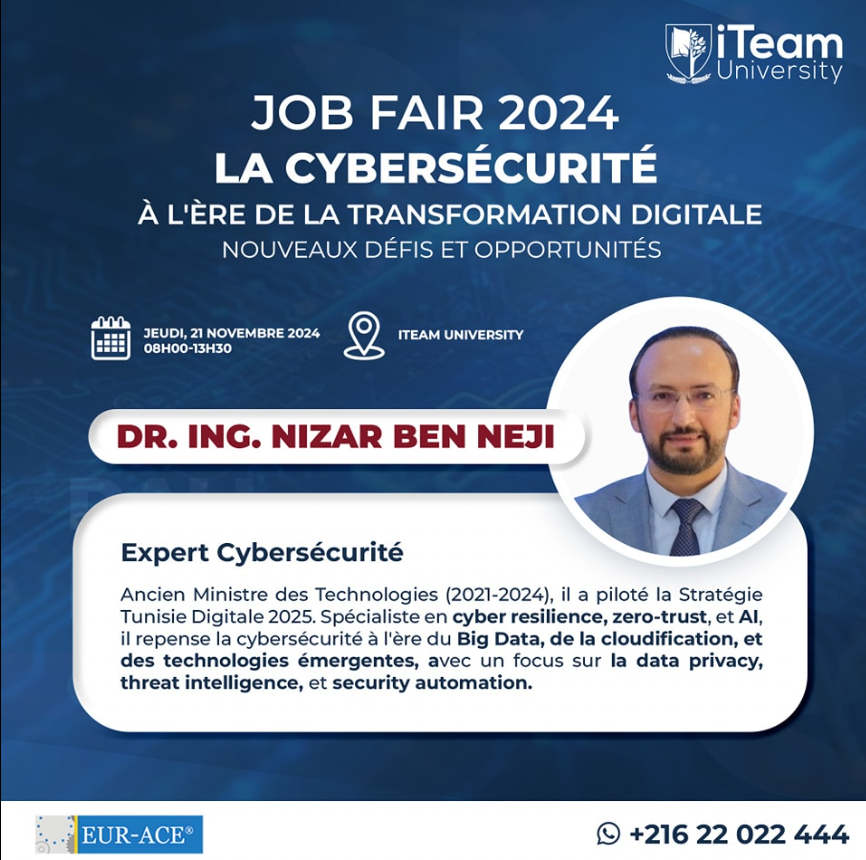 iTeam
University
JOB FAIR 2024
LA CYBERSÉCURITÉ
À L'ÈRE DE LA TRANSFORMATION DIGITALE
NOUVEAUX DÉFIS ET OPPORTUNITÉS
JEUDI, 21 NOVEMBRE 2024
08H00-13H30
ITEAM UNIVERSITY
DR. ING. NIZAR BEN NEJI
Expert Cybersécurité
Ancien Ministre des Technologies (2021-2024), il a piloté la Stratégie
Tunisie Digitale 2025. Spécialiste en cyber resilience, zero-trust, et AI,
il repense la cybersécurité à l'ère du Big Data, de la cloudification, et
des technologies émergentes, avec un focus sur la data privacy,
threat intelligence, et security automation.
EUR-ACE®
+216 22 022 444